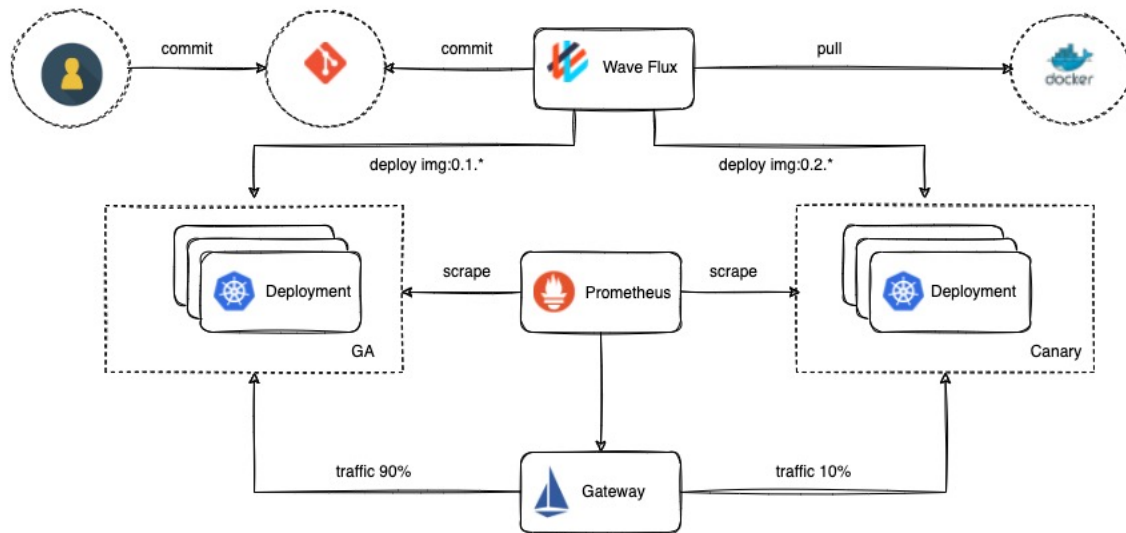 commit
commit
Wave Flux
pull
docker
deploy img:0.1.*
deploy img:0.2.*
Deployment
GA
scrape
Prometheus
scrape
Deployment
Canary
traffic 90%
Gateway
traffic 10%